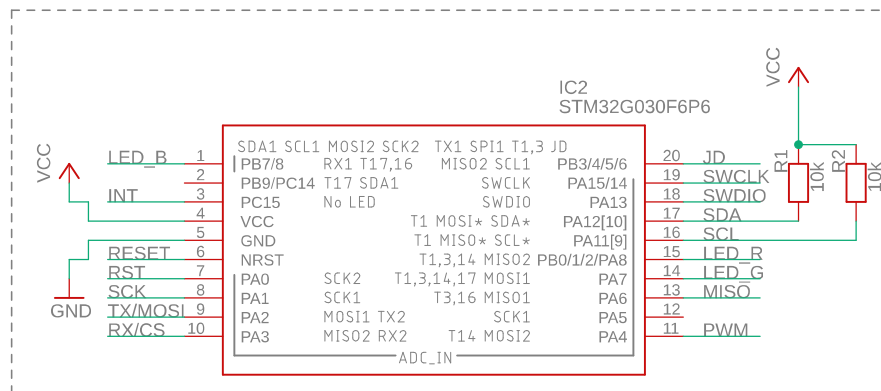 VCC
IC2
STM32G030F6P6
SDA1 SCL1 MOSI2 SCK2 TX1 SPI1 T1,3 JD
LED_B 1 PB7/8 RX1 T17,16 MISO2 SCL1 PB3/4/5/6 20 JD
2 PB9/PC14 T17 SDA1 SWCLK PA15/14 19 SWCLK
INT 3 PC15 No LED SWDIO PA13 18 SWDIO
4 VCC T1 MOSI* SDA* PA12[10] 17 SDA
5 GND T1 MISO* SCL* PA11[9] 16 SCL
RESET 6 NRST T1,3,14 MISO2 PB0/1/2/PA8 15 LED_R
RST 7 PA0 SCK2 T1,3,14,17 MOSI1 PA7 14 LED_G
SCK 8 PA1 SCK1 T3,16 MISO1 PA6 13 MISO
TX/MOSI 9 PA2 MOSI1 TX2 SCK1 PA5 12
RX/CS 10 PA3 MISO2 RX2 T14 MOSI2 PA4 11 PWM
ADC_IN
VCC
GND
R1
10k
R2
10k